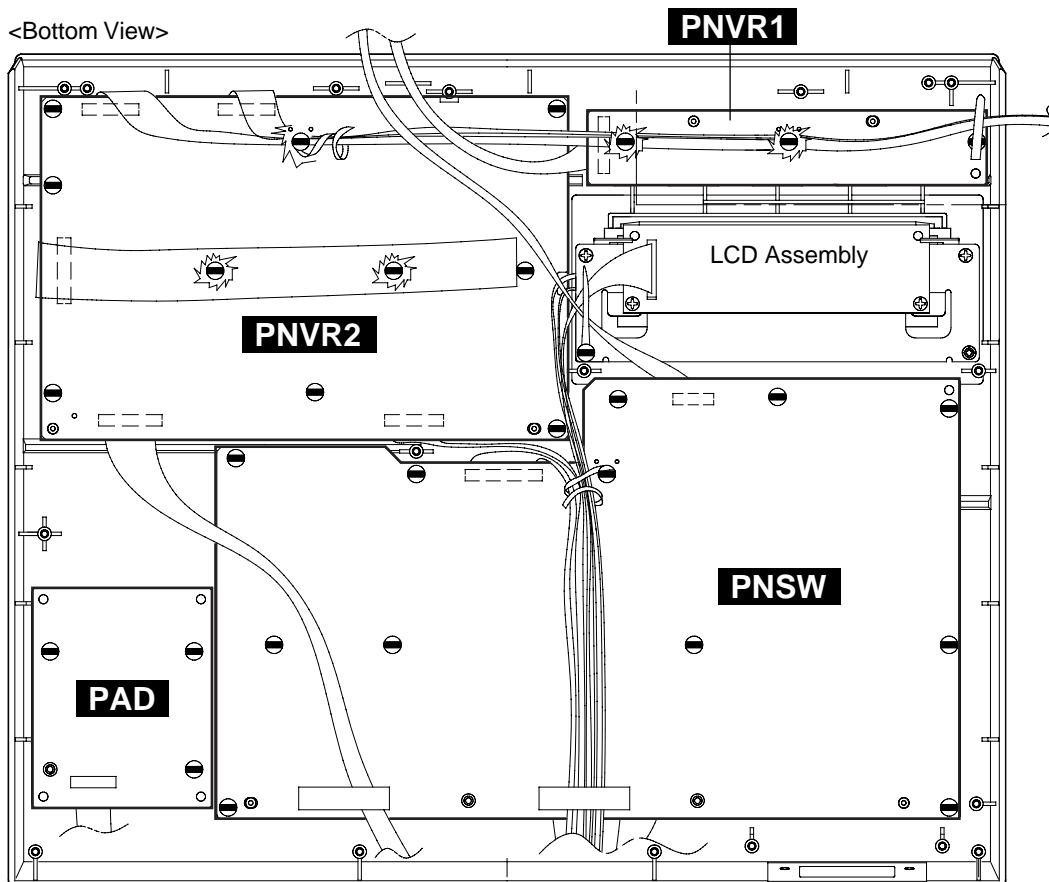 <Bottom View>
PNVR1
LCD Assembly
PNVR2
PNSW
PAD